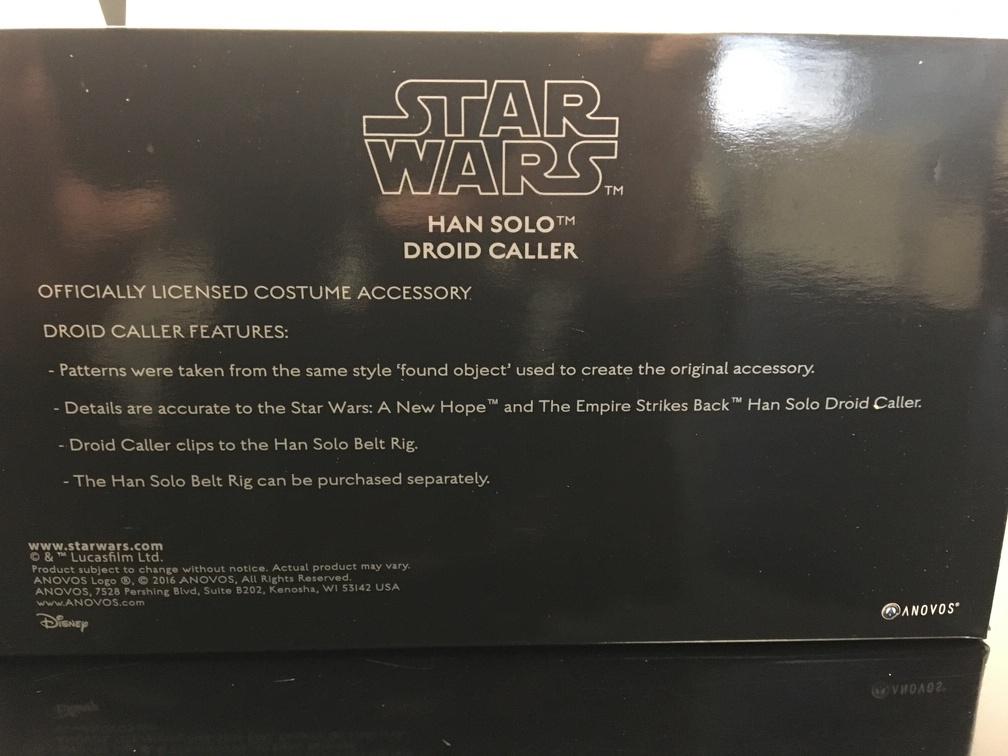 STAR
WARS™
HAN SOLO™
DROID CALLER
OFFICIALLY LICENSED COSTUME ACCESSORY
DROID CALLER FEATURES:
- Patterns were taken from the same style ‘found object’ used to create the original accessory.
- Details are accurate to the Star Wars: A New Hope™ and The Empire Strikes Back™ Han Solo Droid Caller.
- Droid Caller clips to the Han Solo Belt Rig.
- The Han Solo Belt Rig can be purchased separately.
www.starwars.com
© & ™ Lucasfilm Ltd.
Product subject to change without notice. Actual product may vary.
ANOVOS Logo ®, © 2016 ANOVOS, All Rights Reserved.
ANOVOS, 7528 Pershing Blvd, Suite B202, Kenosha, WI 53142 USA
www.ANOVOS.com
Disney
ANOVOS®